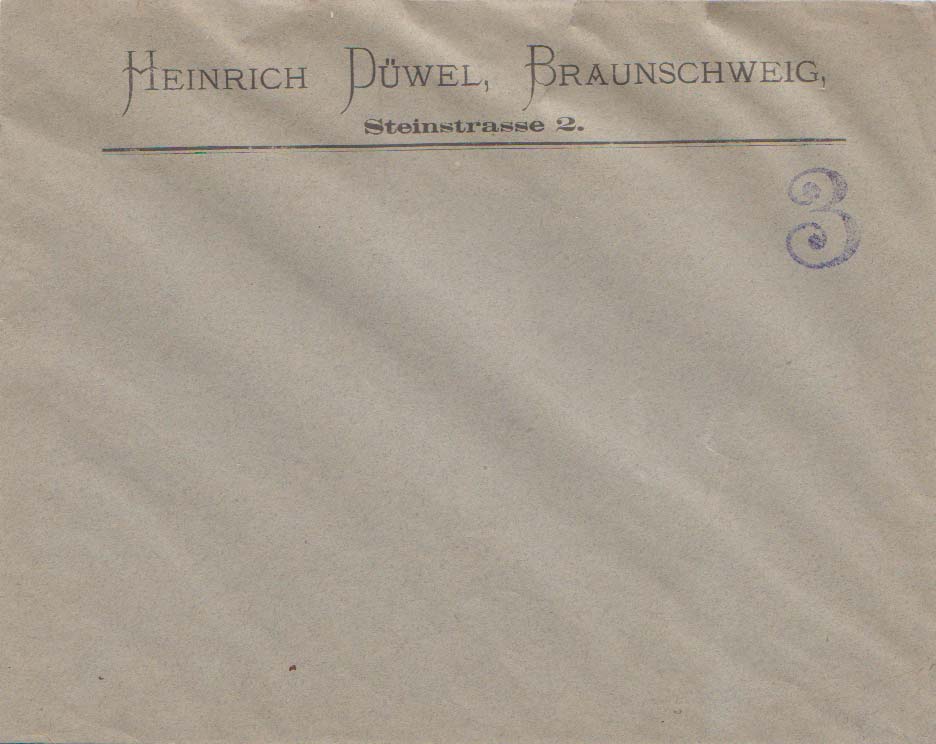 HEINRICH DÜWEL, BRAUNSCHWEIG,
Steinstrasse 2.
3